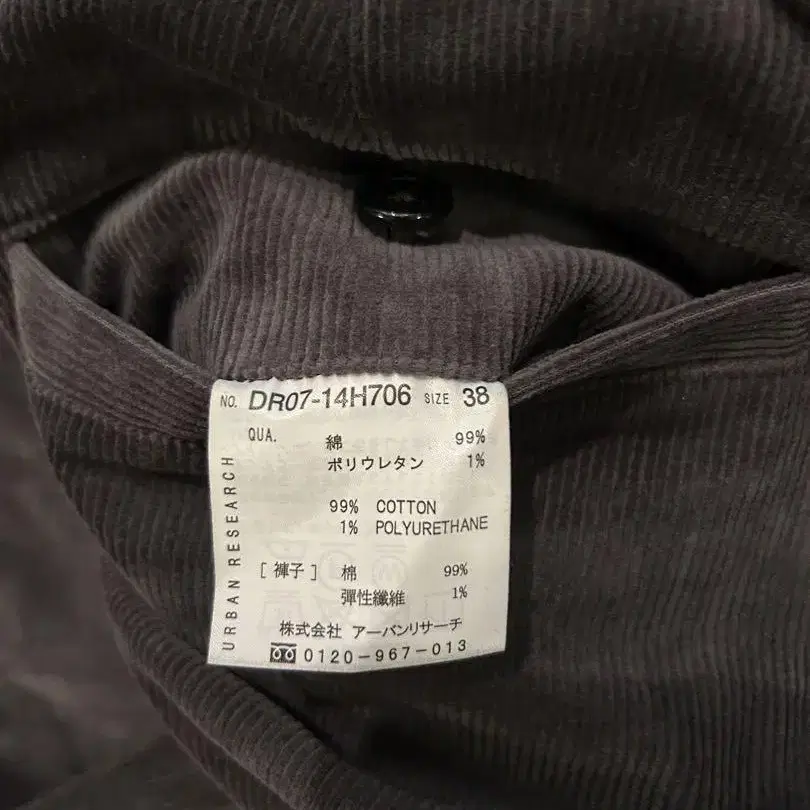 NO. DR07-14H706 SIZE 38
QUA. 綿 99%
ポリウレタン 1%
99% COTTON
1% POLYURETHANE
[ 褲子 ] 棉 99%
彈性纖維 1%
株式会社 アーバンリサーチ
0120-967-013
URBAN RESEARCH